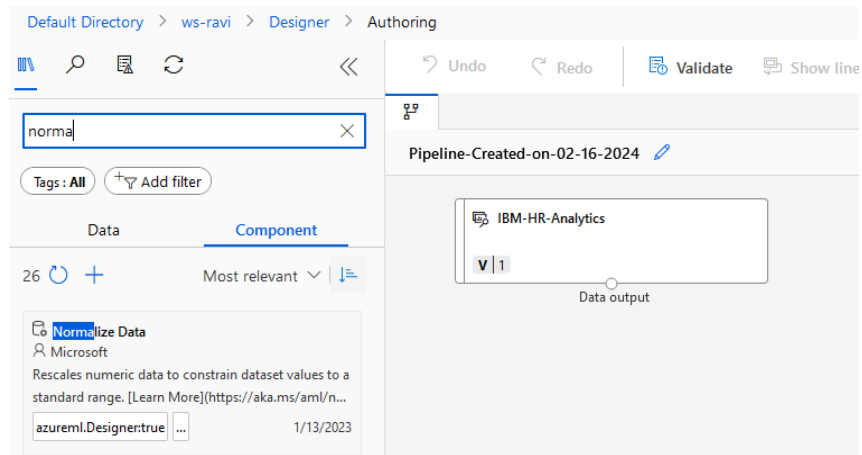 Default Directory > ws-ravi > Designer > Authoring
Undo Redo Validate Show line
norma
Tags : All Add filter
Pipeline-Created-on-02-16-2024
Data Component
IBM-HR-Analytics
V 1
26 Most relevant
Data output
Normalize Data
Microsoft
Rescales numeric data to constrain dataset values to a
standard range. [Learn More](https://aka.ms/aml/n...
azureml.Designer:true ... 1/13/2023